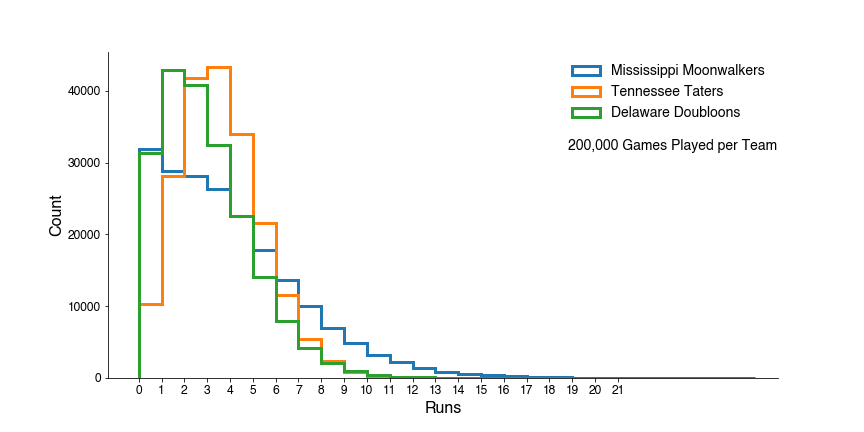 Mississippi Moonwalkers
Tennessee Taters
Delaware Doubloons
200,000 Games Played per Team
Count
40000
30000
20000
10000
0
0 1 2 3 4 5 6 7 8 9 10 11 12 13 14 15 16 17 18 19 20 21
Runs